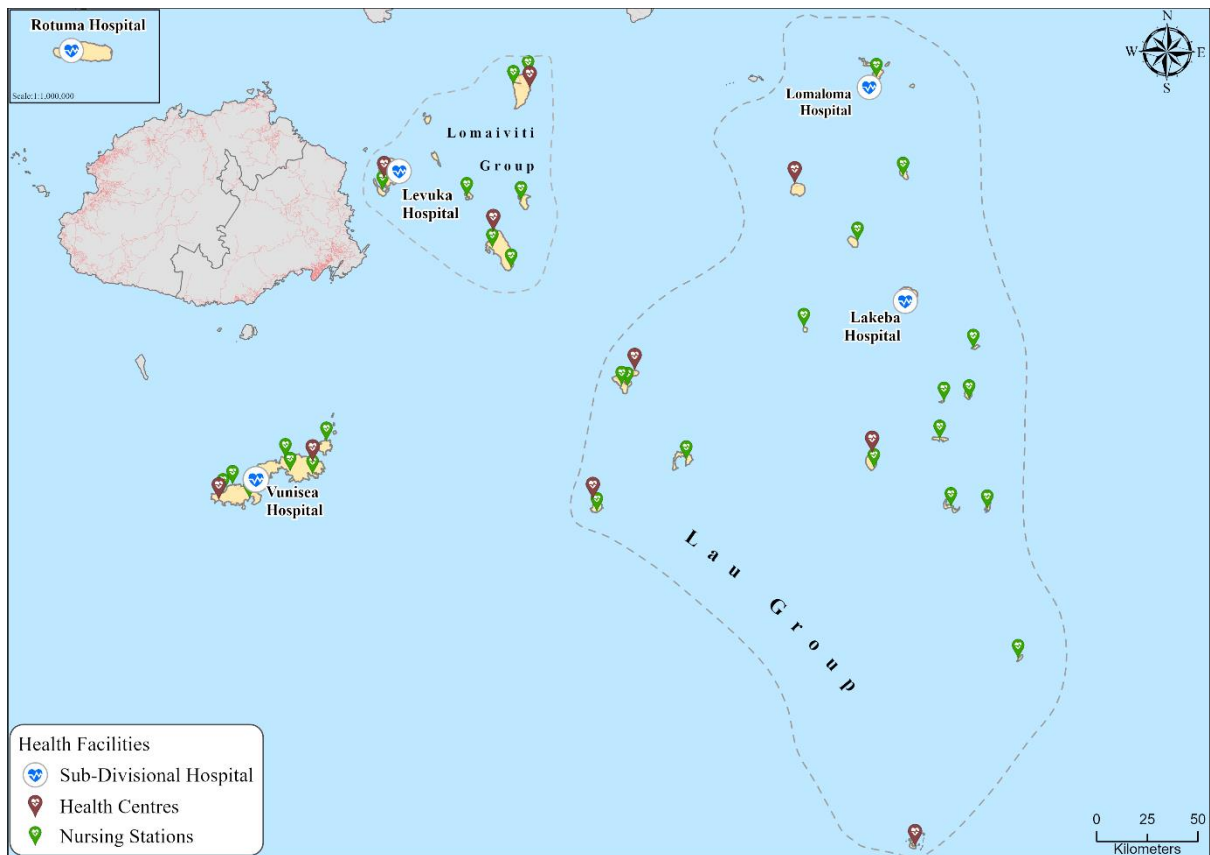 Rotuma Hospital
Scale:1:1,000,000
N
W E
S
Lomaloma
Hospital
Lomaiviti
Group
Levuka
Hospital
Lakeba
Hospital
Vunisea
Hospital
Lau Group
Health Facilities
Sub-Divisional Hospital
Health Centres
Nursing Stations
0 25 50
Kilometers